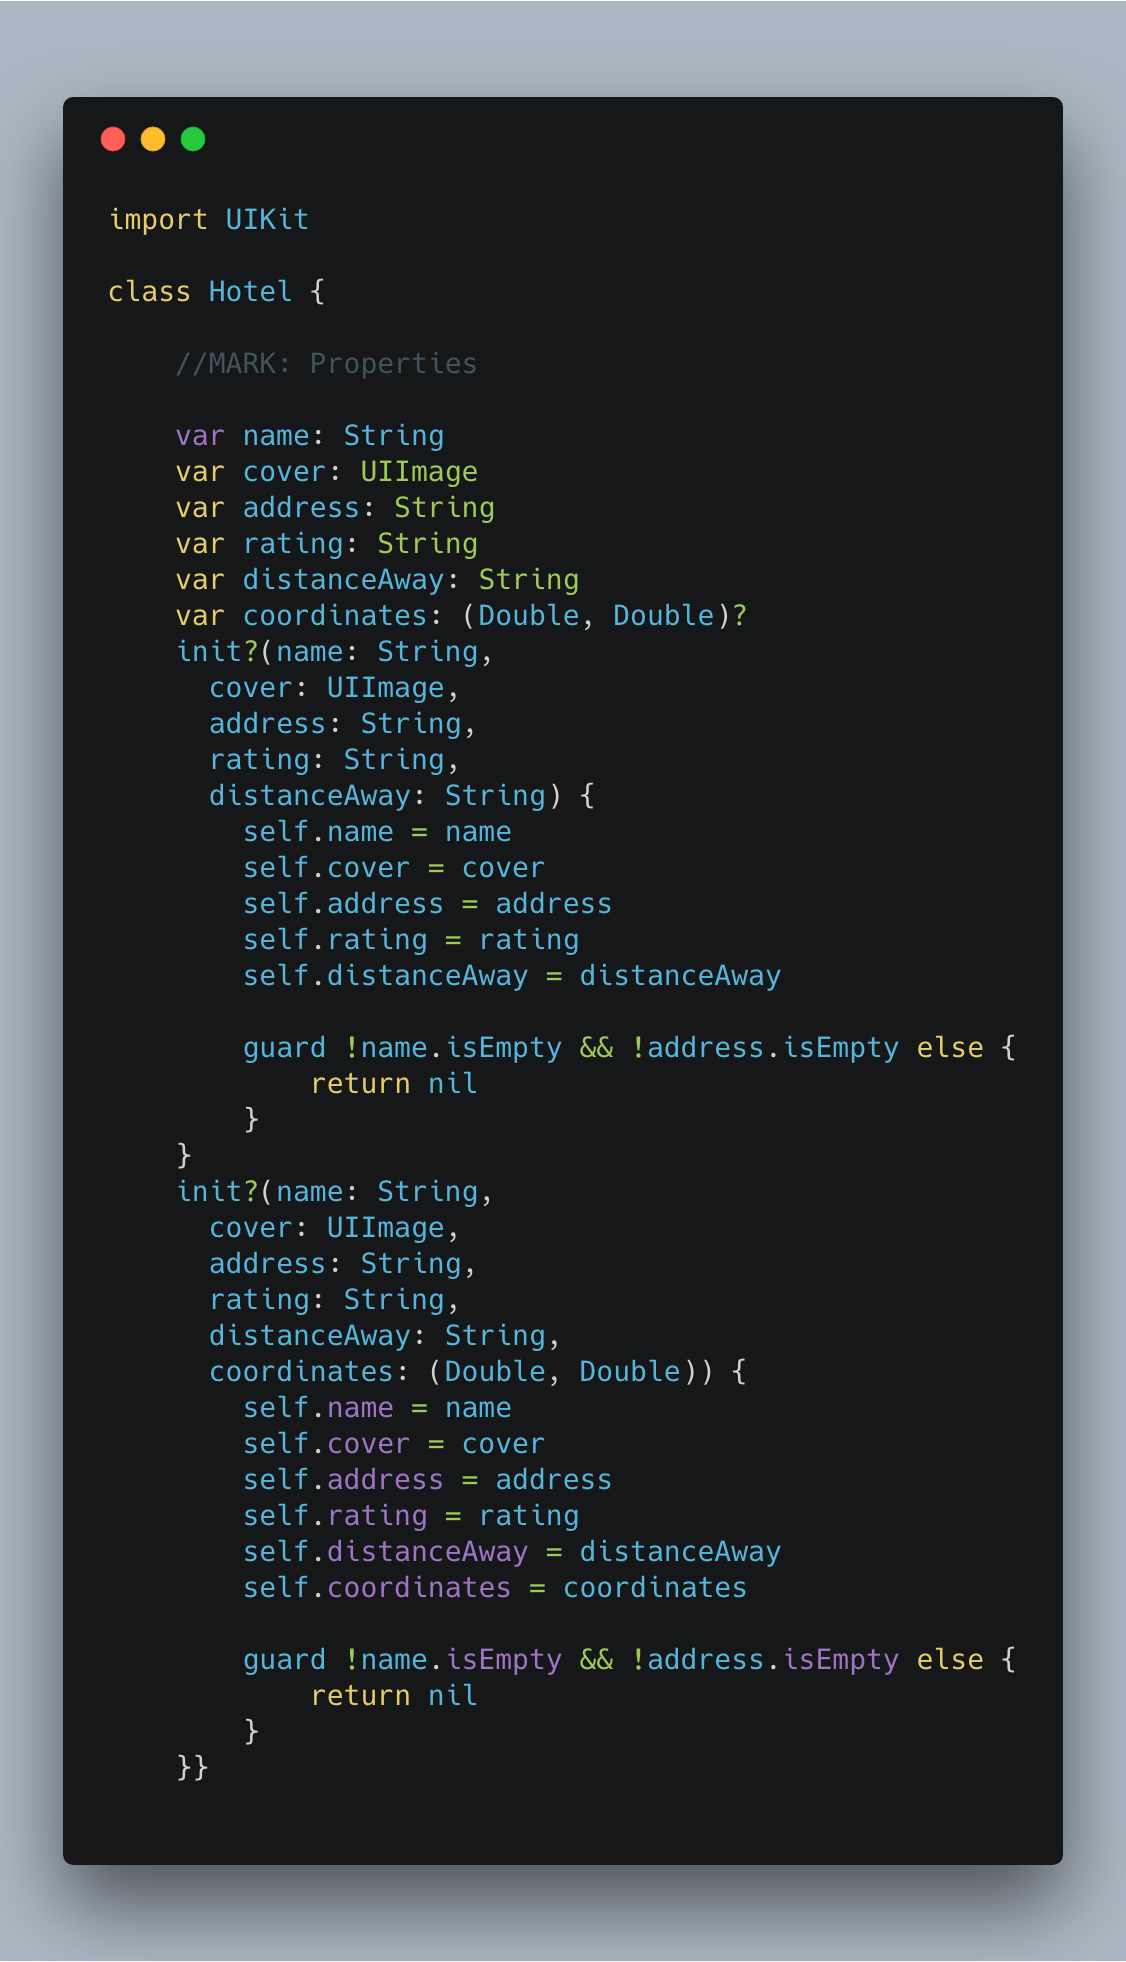 import UIKit
class Hotel {
//MARK: Properties
var name: String
var cover: UIImage
var address: String
var rating: String
var distanceAway: String
var coordinates: (Double, Double)?
init?(name: String,
cover: UIImage,
address: String,
rating: String,
distanceAway: String) {
self.name = name
self.cover = cover
self.address = address
self.rating = rating
self.distanceAway = distanceAway
guard !name.isEmpty && !address.isEmpty else {
return nil
}
}
init?(name: String,
cover: UIImage,
address: String,
rating: String,
distanceAway: String,
coordinates: (Double, Double)) {
self.name = name
self.cover = cover
self.address = address
self.rating = rating
self.distanceAway = distanceAway
self.coordinates = coordinates
guard !name.isEmpty && !address.isEmpty else {
return nil
}
}}